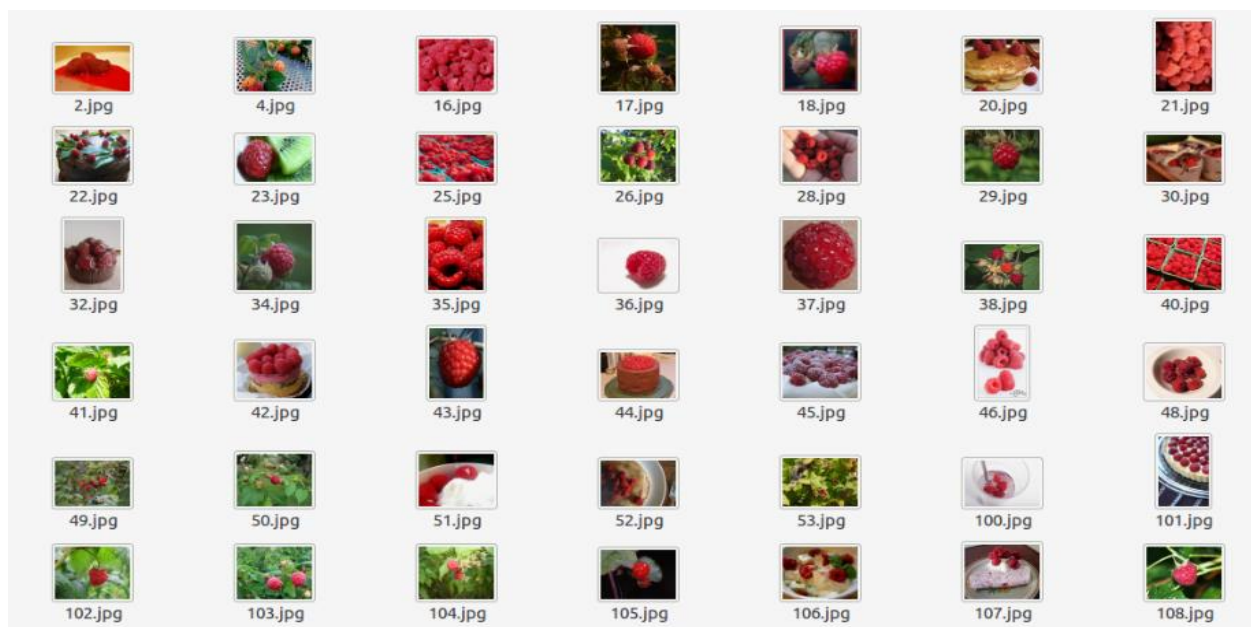 2.jpg 4.jpg 16.jpg 17.jpg 18.jpg 20.jpg 21.jpg
22.jpg 23.jpg 25.jpg 26.jpg 28.jpg 29.jpg 30.jpg
32.jpg 34.jpg 35.jpg 36.jpg 37.jpg 38.jpg 40.jpg
41.jpg 42.jpg 43.jpg 44.jpg 45.jpg 46.jpg 48.jpg
49.jpg 50.jpg 51.jpg 52.jpg 53.jpg 100.jpg 101.jpg
102.jpg 103.jpg 104.jpg 105.jpg 106.jpg 107.jpg 108.jpg